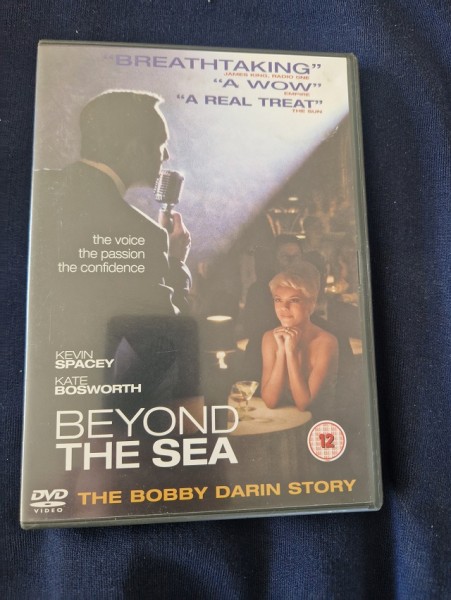 "BREATHTAKING"
JAMES KING, RADIO ONE
"A WOW"
EMPIRE
"A REAL TREAT"
THE SUN
the voice
the passion
the confidence
KEVIN
SPACEY
KATE
BOSWORTH
BEYOND
THE SEA
12
DVD
VIDEO
THE BOBBY DARIN STORY